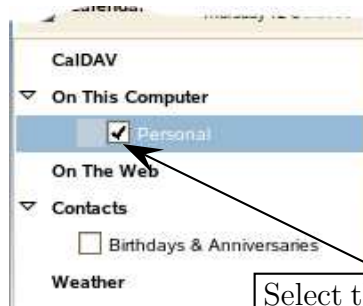 CalDAV
On This Computer
Personal
On The Web
Contacts
Birthdays & Anniversaries
Weather
Select t